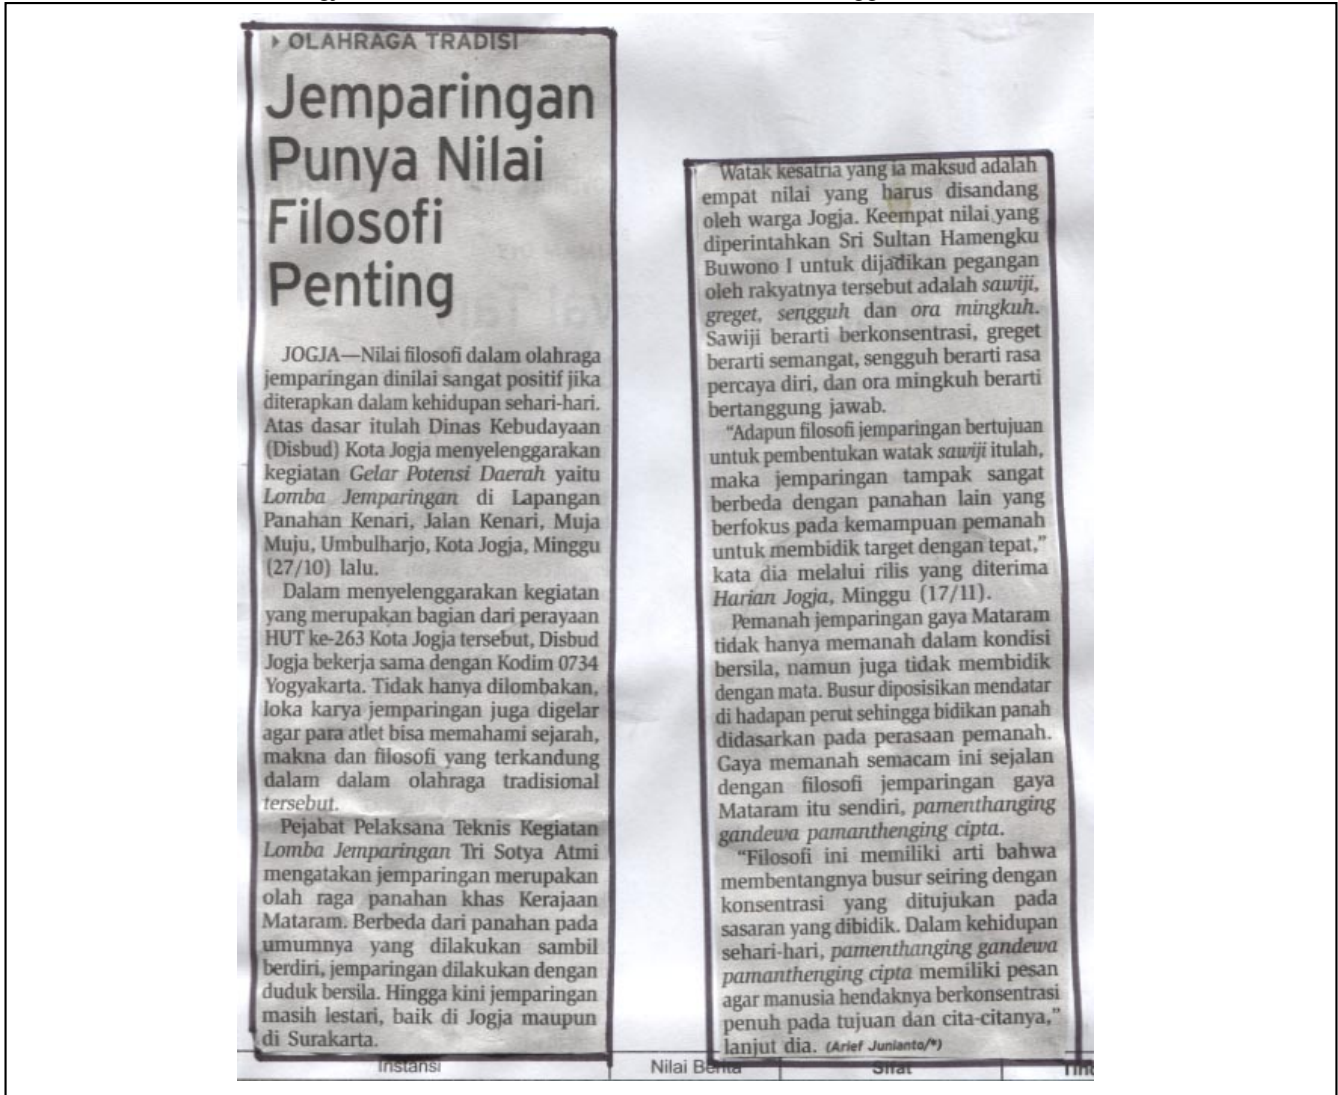 OLAHRAGA TRADISI
Jemparingan
Punya Nilai
Filosofi
Penting
JOGJA—Nilai filosofi dalam olahraga
jemparingan dinilai sangat positif jika
diterapkan dalam kehidupan sehari-hari.
Atas dasar itulah Dinas Kebudayaan
(Disbud) Kota Jogja menyelenggarakan
kegiatan Gelar Potensi Daerah yaitu
Lomba Jemparingan di Lapangan
Panahan Kenari, Jalan Kenari, Muja
Muju, Umbulharjo, Kota Jogja, Minggu
(27/10) lalu.
Dalam menyelenggarakan kegiatan
yang merupakan bagian dari perayaan
HUT ke-263 Kota Jogja tersebut, Disbud
Jogja bekerja sama dengan Kodim 0734
Yogyakarta. Tidak hanya dilombakan,
loka karya jemparingan juga digelar
agar para atlet bisa memahami sejarah,
makna dan filosofi yang terkandung
dalam dalam olahraga tradisional
tersebut.
Pejabat Pelaksana Teknis Kegiatan
Lomba Jemparingan Tri Sotya Atmi
mengatakan jemparingan merupakan
olah raga panahan khas Kerajaan
Mataram. Berbeda dari panahan pada
umumnya yang dilakukan sambil
berdiri, jemparingan dilakukan dengan
duduk bersila. Hingga kini jemparingan
masih lestari, baik di Jogja maupun
di Surakarta.
Watak kesatria yang ia maksud adalah
empat nilai yang harus disandang
oleh warga Jogja. Keempat nilai yang
diperintahkan Sri Sultan Hamengku
Buwono I untuk dijadikan pegangan
oleh rakyatnya tersebut adalah sawiji,
greget, sengguh dan ora mingkuh.
Sawiji berarti berkonsentrasi, greget
berarti semangat, sengguh berarti rasa
percaya diri, dan ora mingkuh berarti
bertanggung jawab.
"Adapun filosofi jemparingan bertujuan
untuk pembentukan watak sawiji itulah,
maka jemparingan tampak sangat
berbeda dengan panahan lain yang
berfokus pada kemampuan pemanah
untuk membidik target dengan tepat,"
kata dia melalui rilis yang diterima
Harian Jogja, Minggu (17/11).
Pemanah jemparingan gaya Mataram
tidak hanya memanah dalam kondisi
bersila, namun juga tidak membidik
dengan mata. Busur diposisikan mendatar
di hadapan perut sehingga bidikan panah
didasarkan pada perasaan pemanah.
Gaya memanah semacam ini sejalan
dengan filosofi jemparingan gaya
Mataram itu sendiri, pamenthanging
gandewa pamanthenging cipta.
"Filosofi ini memiliki arti bahwa
membentangnya busur seiring dengan
konsentrasi yang ditujukan pada
sasaran yang dibidik. Dalam kehidupan
sehari-hari, pamenthanging gandewa
pamanthenging cipta memiliki pesan
agar manusia hendaknya berkonsentrasi
penuh pada tujuan dan cita-citanya,"
lanjut dia. (Arief Junianto/*)
Instansi Nilai Berita Sifat